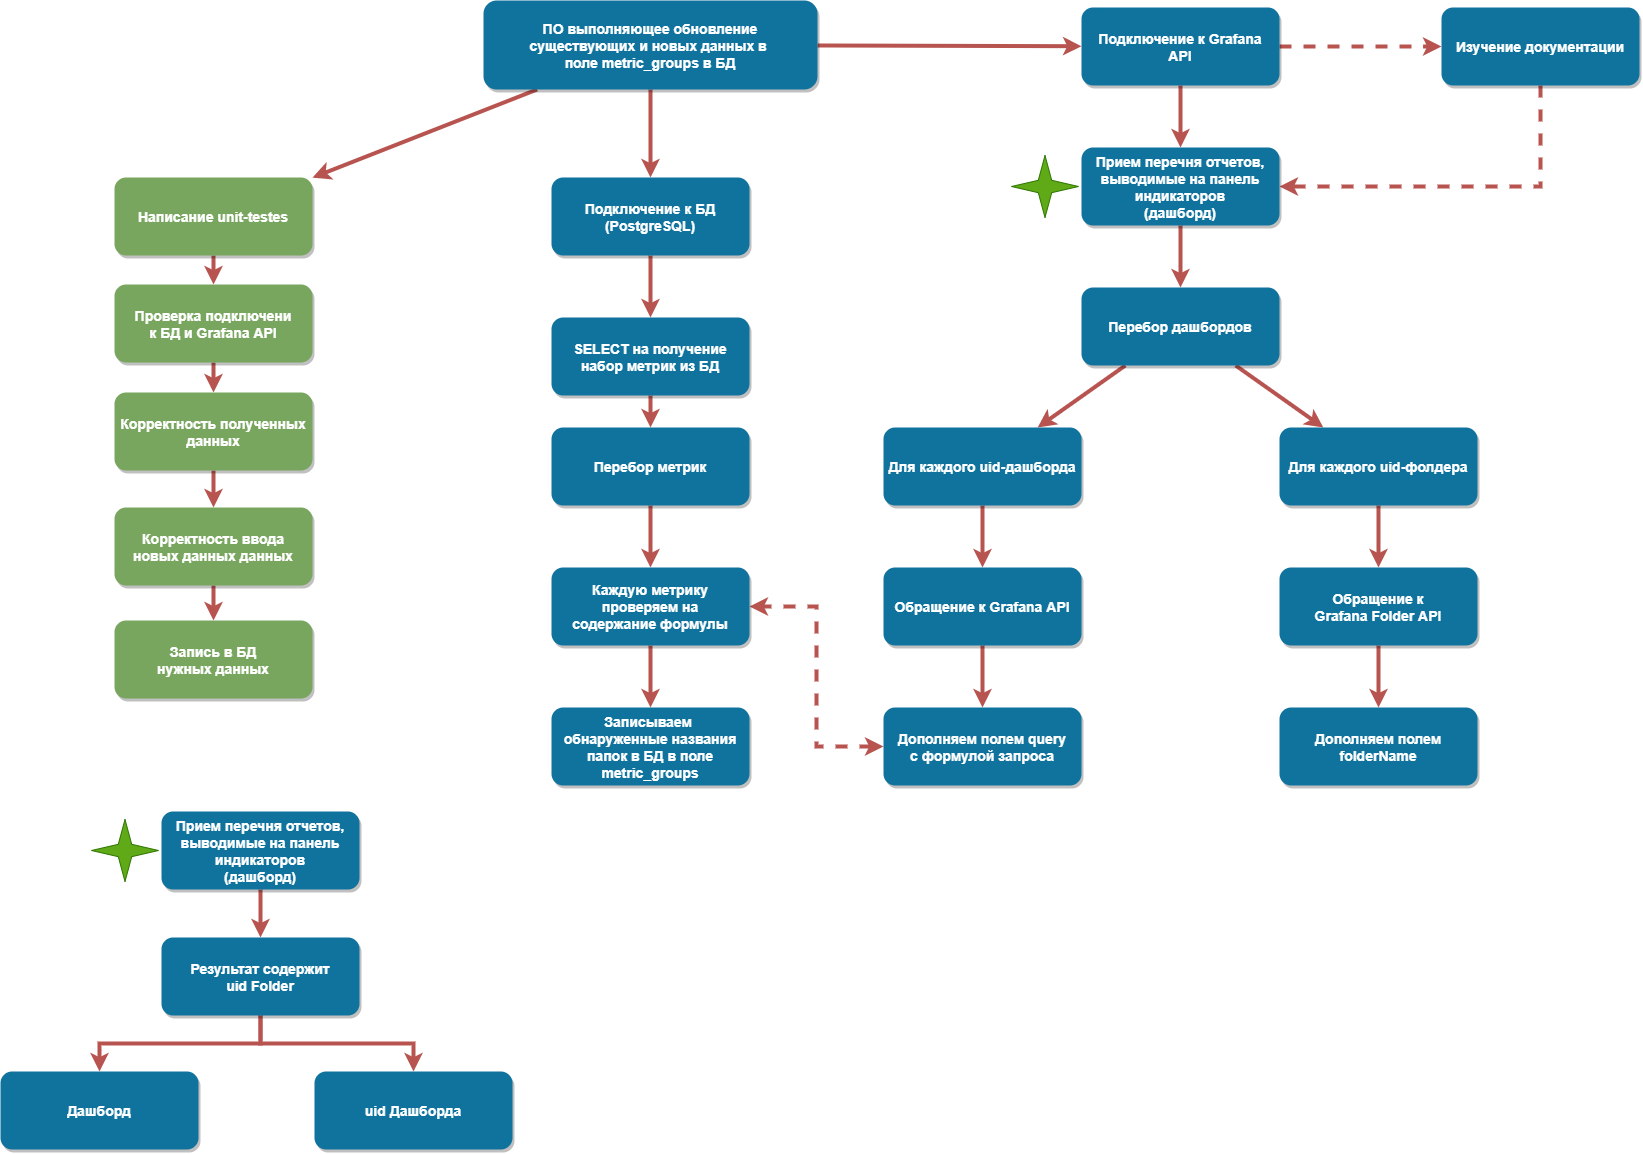 ПО выполняющее обновление
существующих и новых данных в
поле metric_groups в БД
Подключение к Grafana
API
Изучение документации
Прием перечня отчетов,
выводимые на панель
индикаторов
(дашборд)
Написание unit-testes
Подключение к БД
(PostgreSQL)
Проверка подключени
к БД и Grafana API
SELECT на получение
набор метрик из БД
Перебор дашбордов
Корректность полученных
данных
Перебор метрик
Для каждого uid-дашборда
Для каждого uid-фолдера
Корректность ввода
новых данных данных
Каждую метрику
проверяем на
содержание формулы
Обращение к Grafana API
Обращение к
Grafana Folder API
Запись в БД
нужных данных
Записываем
обнаруженные названия
папок в БД в поле
metric_groups
Дополняем полем query
с формулой запроса
Дополняем полем
folderName
Прием перечня отчетов,
выводимые на панель
индикаторов
(дашборд)
Результат содержит
uid Folder
Дашборд
uid Дашборда